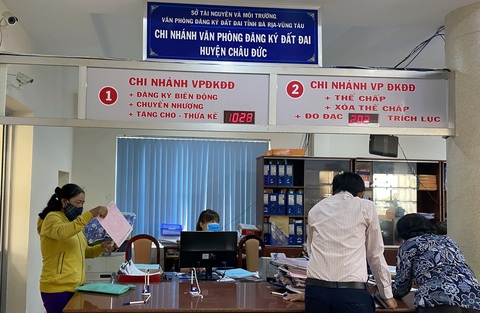 SỞ TÀI NGUYÊN VÀ MÔI TRƯỜNG
VĂN PHÒNG ĐĂNG KÝ ĐẤT ĐAI TỈNH BÀ RỊA-VŨNG TÀU
CHI NHÁNH VĂN PHÒNG ĐĂNG KÝ ĐẤT ĐAI
HUYỆN CHÂU ĐỨC
1
CHI NHÁNH VPĐKĐĐ
+ ĐĂNG KÝ BIẾN ĐỘNG
+ CHUYỂN NHƯỢNG
+ TẶNG CHO - THỪA KẾ
1028
2
CHI NHÁNH VP ĐKĐĐ
+ THẾ CHẤP
+ XÓA THẾ CHẤP
+ ĐO ĐẠC
TRÍCH LỤC